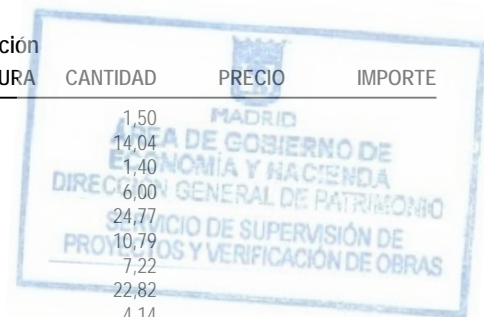 ción
URA CANTIDAD PRECIO IMPORTE
1,50
14,04
1,40
6,00
24,77
10,79
7,22
22,82
4,14
MADRID
ÁREA DE GOBIERNO DE
ECONOMÍA Y HACIENDA
DIRECCIÓN GENERAL DE PATRIMONIO
SERVICIO DE SUPERVISIÓN DE
PROYECTOS Y VERIFICACIÓN DE OBRAS